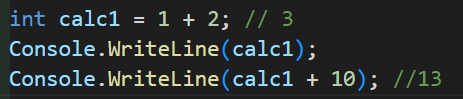 int calc1 = 1 + 2; // 3
Console.WriteLine(calc1);
Console.WriteLine(calc1 + 10); //13